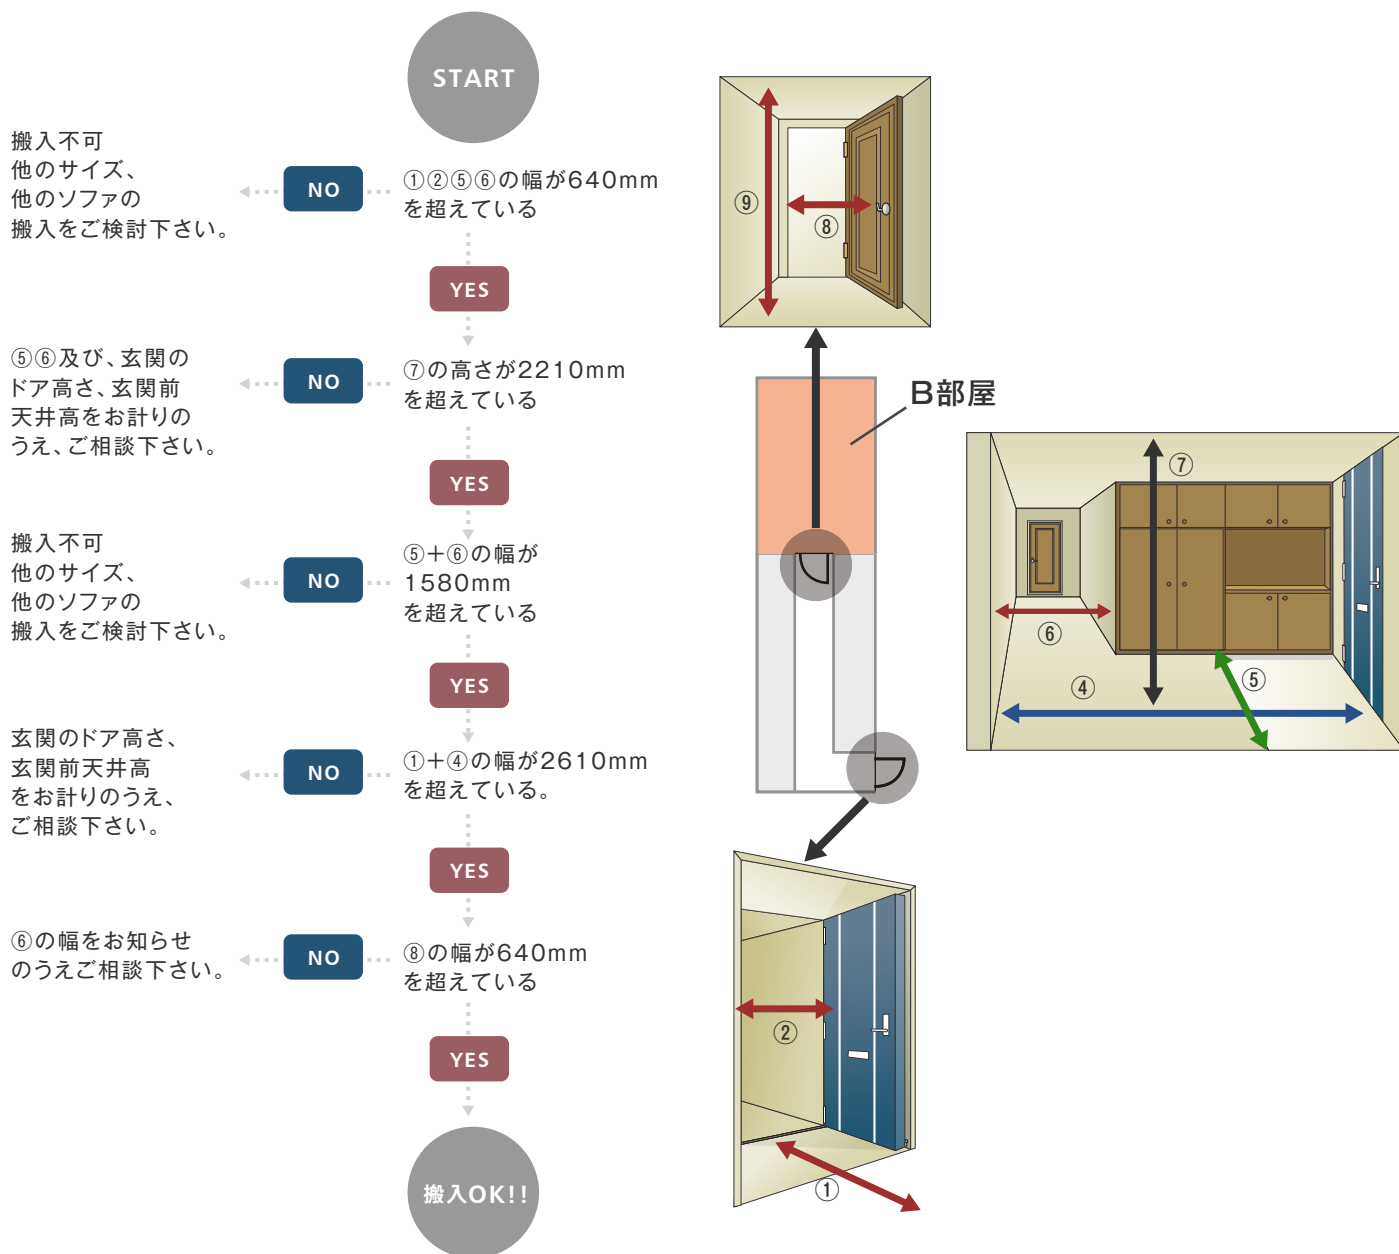 START
搬入不可
他のサイズ、
他のソファの
搬入をご検討下さい。
NO
①②⑤⑥の幅が640mm
を超えている
YES
⑤⑥及び、玄関の
ドア高さ、玄関前
天井高をお計りの
うえ、ご相談下さい。
NO
⑦の高さが2210mm
を超えている
YES
搬入不可
他のサイズ、
他のソファの
搬入をご検討下さい。
NO
⑤+⑥の幅が
1580mm
を超えている
YES
玄関のドア高さ、
玄関前天井高
をお計りのうえ、
ご相談下さい。
NO
①+④の幅が2610mm
を超えている。
YES
⑥の幅をお知らせ
のうえご相談下さい。
NO
⑧の幅が640mm
を超えている
YES
搬入OK!!
⑨
⑧
B部屋
⑦
⑥
④
⑤
②
①